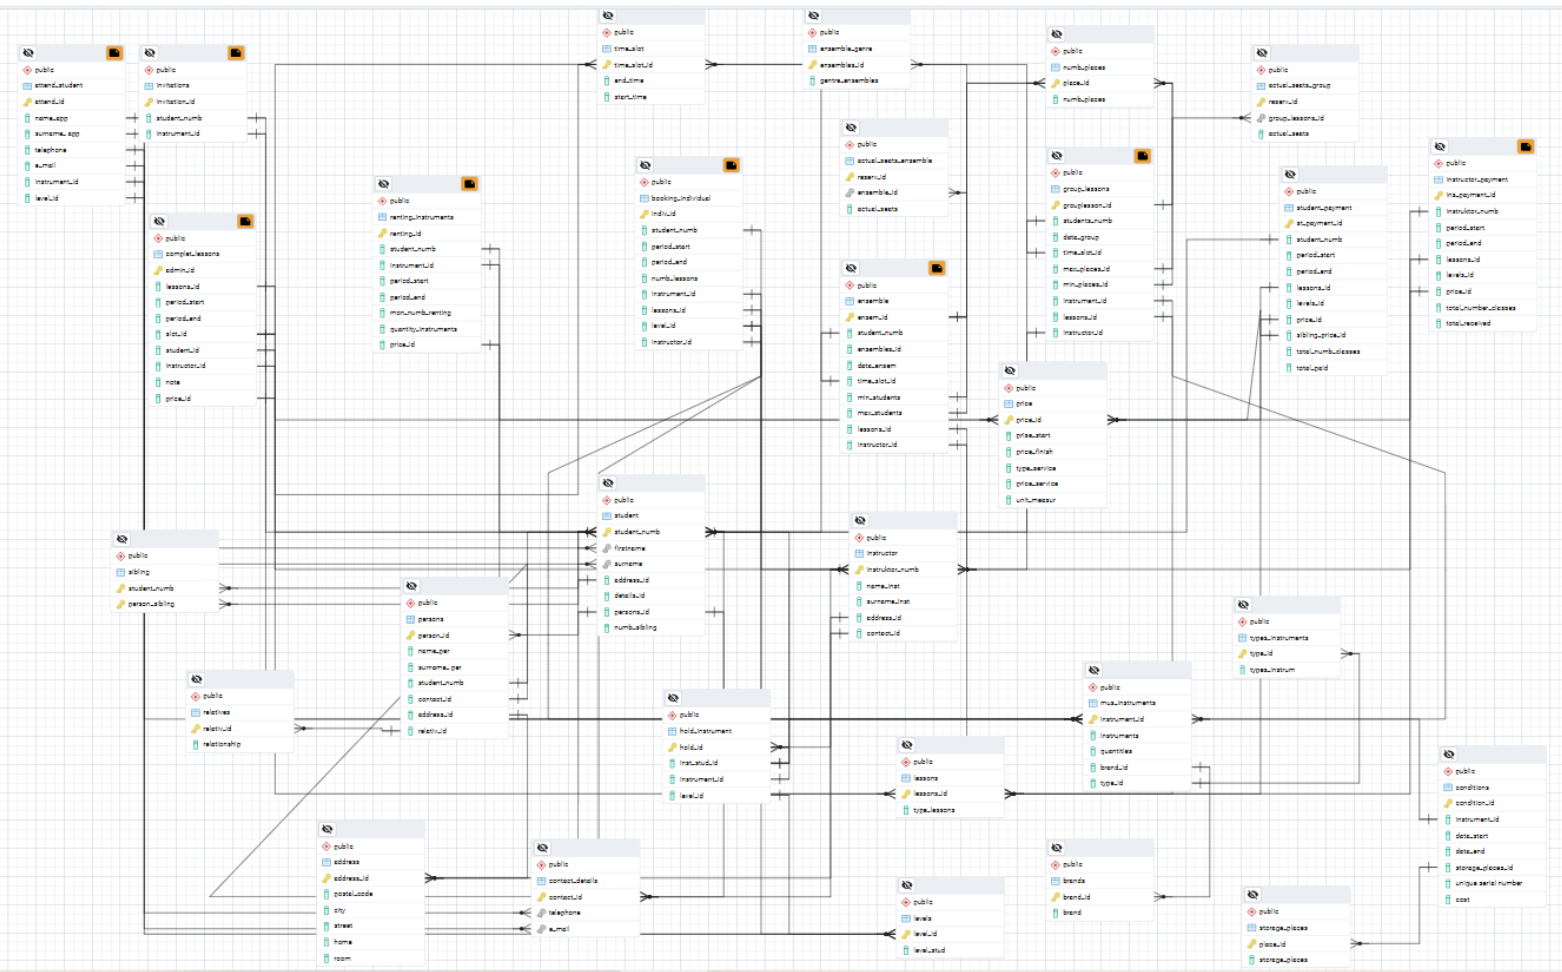 public
time_slot
time_slot_id
end_time
start_time
public
ensemble_genre
ensembles_id
genre_ensembles
public
numb_places
place_id
numb_places
public
actual_seats_group
reserv_id
group_lessons_id
actual_seats
public
attend_student
attend_id
name_app
surname_app
telephone
e_mail
instrument_id
level_id
public
invitations
invitation_id
student_numb
instrument_id
public
actual_seats_ensemble
reserv_id
ensemble_id
actual_seats
public
group_lessons
grouplesson_id
students_numb
date_group
time_slot_id
max_places_id
min_places_id
instrument_id
lessons_id
instructor_id
public
instructor_payment
ins_payment_id
instruktor_numb
period_start
period_end
lessons_id
levels_id
price_id
total_number_classes
total_received
public
student_payment
st_payment_id
student_numb
period_start
period_end
lessons_id
levels_id
price_id
sibling_price_id
total_numb_classes
total_paid
public
booking_individual
indiv_id
student_numb
period_start
period_end
numb_lessons
instrument_id
lessons_id
level_id
instructor_id
public
renting_instruments
renting_id
student_numb
instrument_id
period_start
period_end
mon_numb_renting
quantity_instruments
price_id
public
complet_lessons
admin_id
lessons_id
period_start
period_end
slot_id
student_id
instructor_id
note
price_id
public
ensemble
ensem_id
student_numb
ensembles_id
date_ensem
time_slot_id
min_students
max_students
lessons_id
instructor_id
public
price
price_id
price_start
price_finish
type_service
price_service
unit_measur
public
student
student_numb
firstname
surname
address_id
details_id
persons_id
numb_sibling
public
instructor
instruktor_numb
name_inst
surname_inst
address_id
contact_id
public
sibling
student_numb
person_sibling
public
persons
person_id
name_per
surname_per
student_numb
contact_id
address_id
relativ_id
public
types_instruments
type_id
types_instrum
public
mus_instruments
instrument_id
instruments
quantities
brand_id
type_id
public
relatives
relativ_id
relationship
public
hold_instrument
hold_id
inst_stud_id
instrument_id
level_id
public
lessons
lessons_id
type_lessons
public
conditions
condition_id
instrument_id
date_start
date_end
storage_places_id
unique serial number
cost
public
address
address_id
postal_code
city
street
home
room
public
contact_details
contact_id
telephone
e_mail
public
brands
brand_id
brand
public
levels
level_id
level_stud
public
storage_places
place_id
storage_places